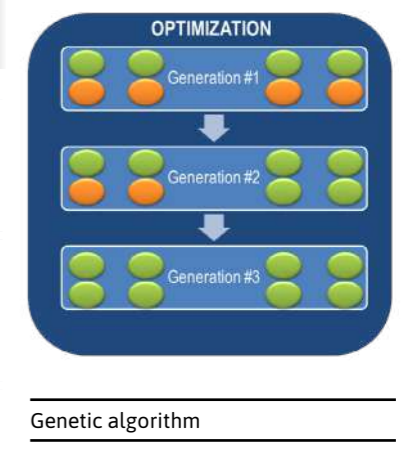 OPTIMIZATION
Generation #1
Generation #2
Generation #3
Genetic algorithm